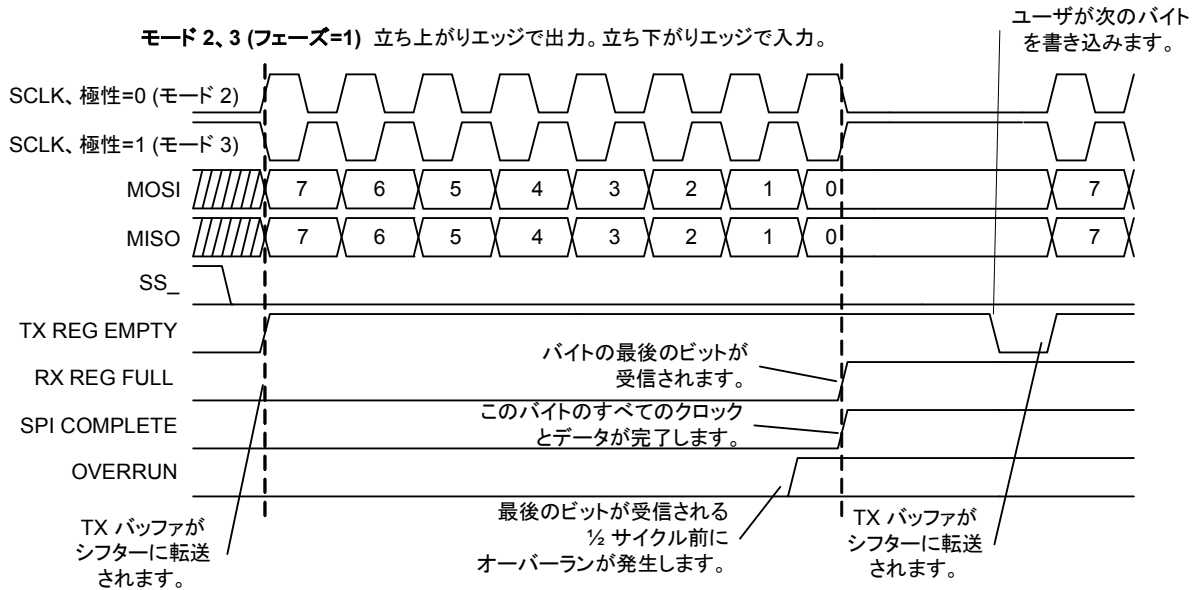 ユーザが次のバイト
を書き込みます。
モード 2、3 (フェーズ=1) 立ち上がりエッジで出力。立ち下がりエッジで入力。
SCLK、極性=0 (モード 2)
SCLK、極性=1 (モード 3)
MOSI 7 6 5 4 3 2 1 0 7
MISO 7 6 5 4 3 2 1 0 7
SS_
TX REG EMPTY
バイトの最後のビットが
受信されます。
RX REG FULL
このバイトのすべてのクロック
とデータが完了します。
SPI COMPLETE
OVERRUN
TX バッファが
シフターに転送
されます。
最後のビットが受信される
½ サイクル前に
オーバーランが発生します。
TX バッファが
シフターに転送
されます。